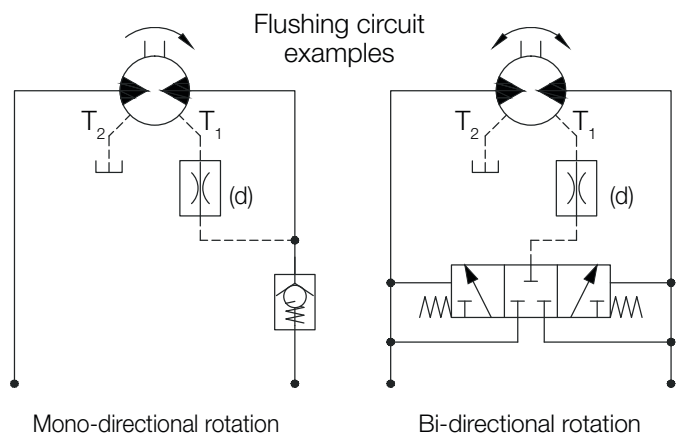 Flushing circuit
examples
T2
T1
(d)
T2
T1
(d)
Mono-directional rotation
Bi-directional rotation